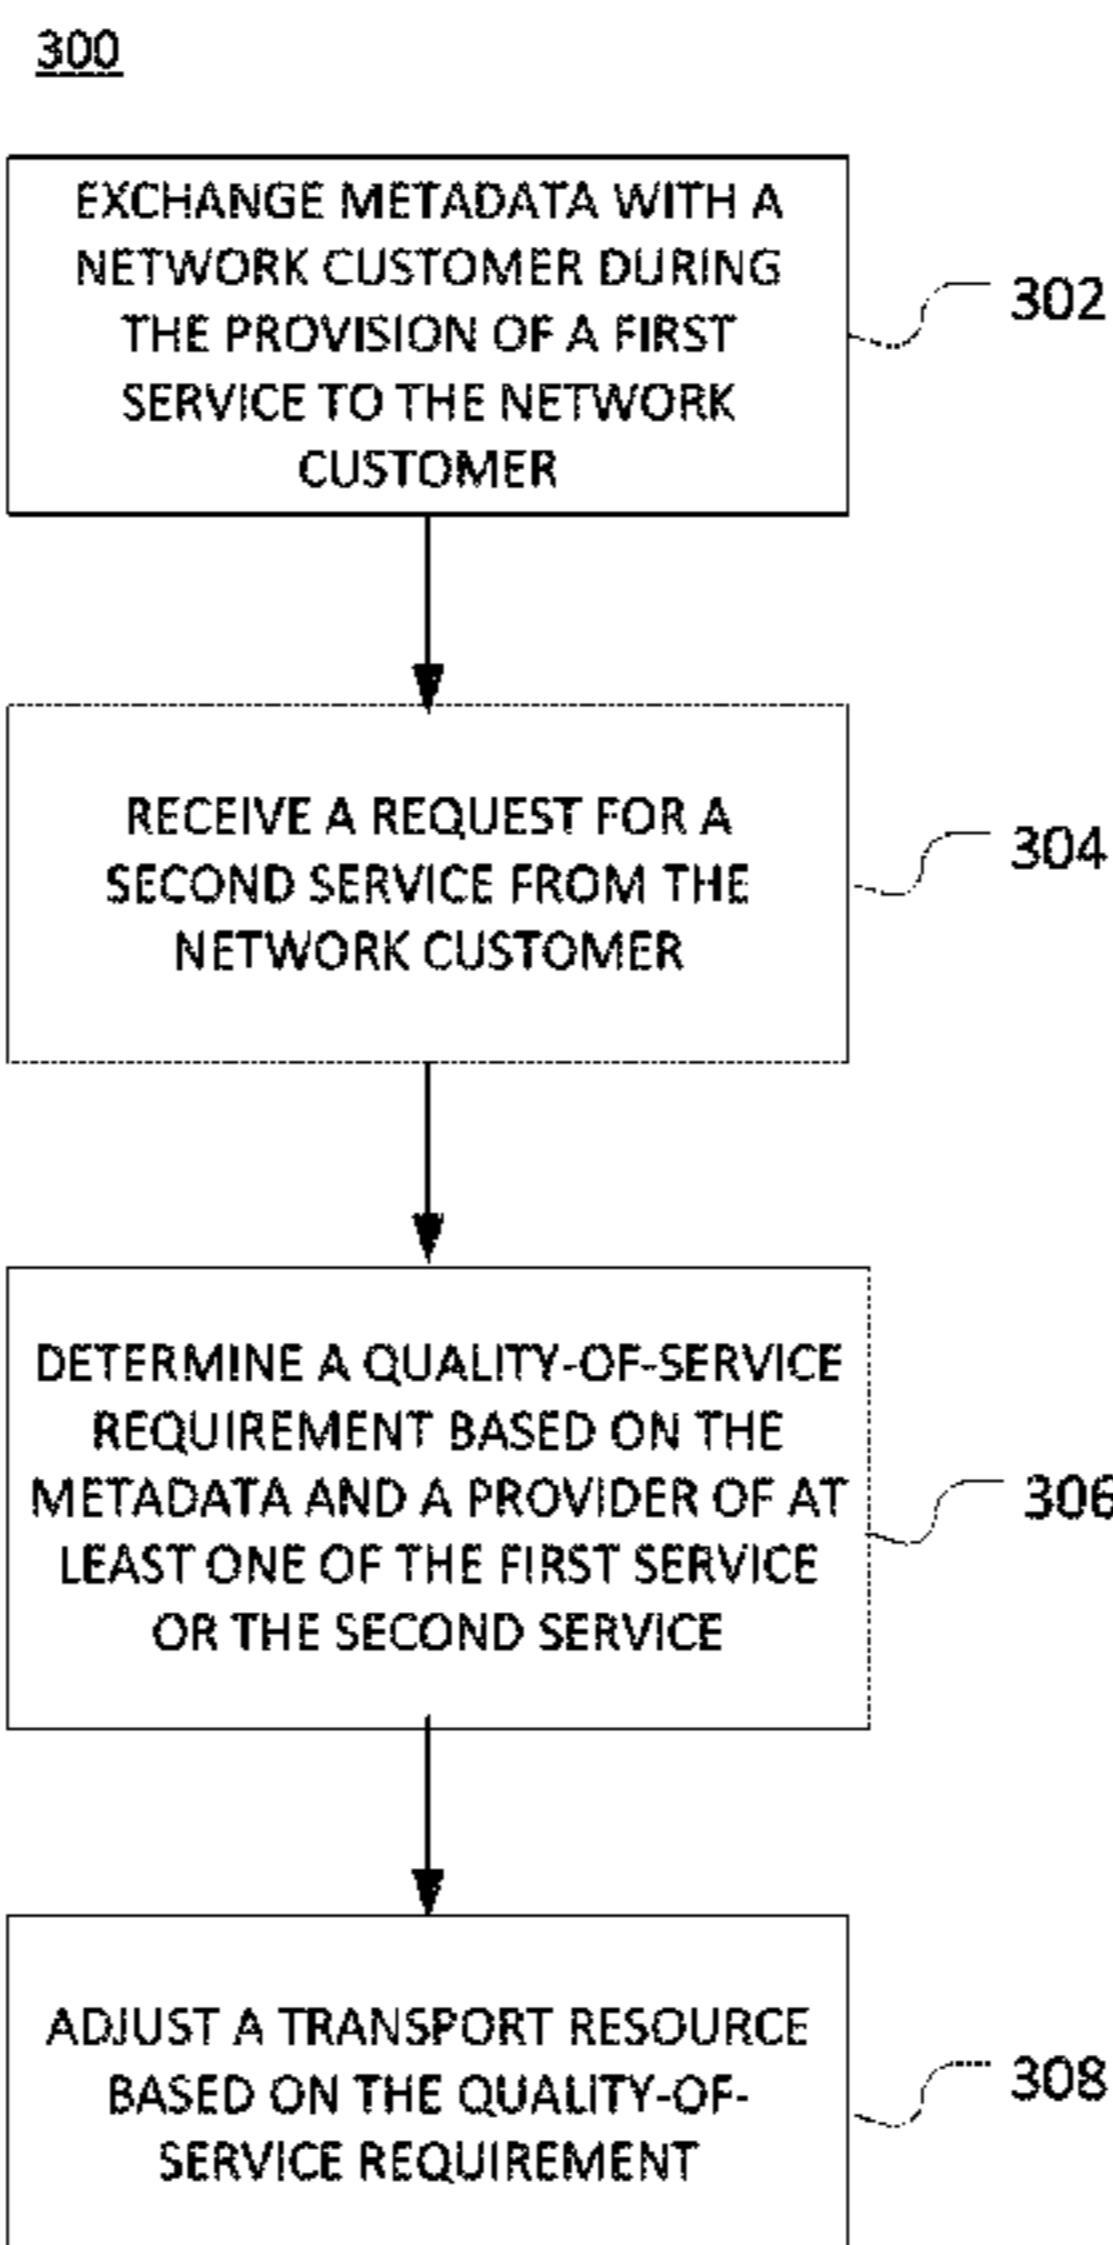 300
EXCHANGE METADATA WITH A
NETWORK CUSTOMER DURING
THE PROVISION OF A FIRST
SERVICE TO THE NETWORK
CUSTOMER
302
RECEIVE A REQUEST FOR A
SECOND SERVICE FROM THE
NETWORK CUSTOMER
304
DETERMINE A QUALITY-OF-SERVICE
REQUIREMENT BASED ON THE
METADATA AND A PROVIDER OF AT
LEAST ONE OF THE FIRST SERVICE
OR THE SECOND SERVICE
306
ADJUST A TRANSPORT RESOURCE
BASED ON THE QUALITY-OF-
SERVICE REQUIREMENT
308